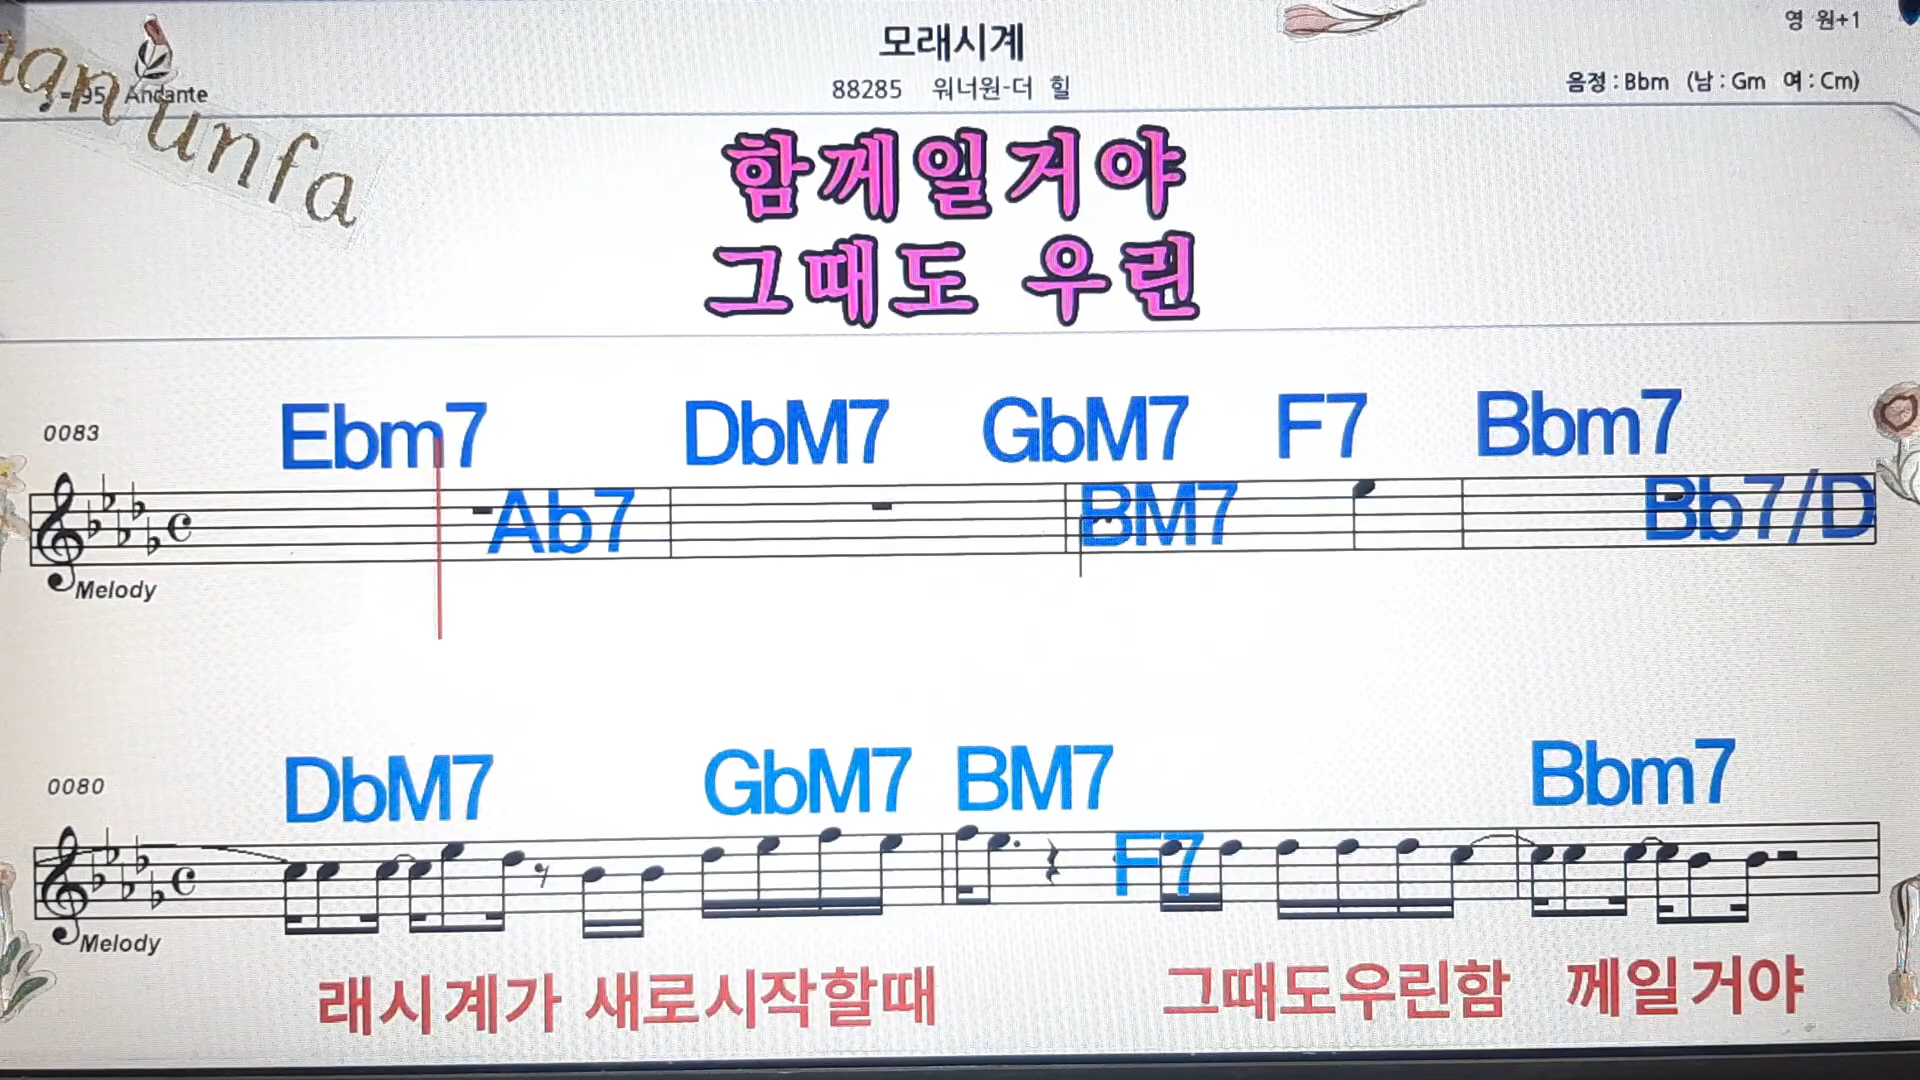 영 원+1
모래시계
=95 Andante
88285 워너원-더 힐
음정 : Bbm (남 : Gm 여 : Cm)
unfa
함께일거야
그때도 우린
0083
Ebm7 DbM7 GbM7 F7 Bbm7
Ab7 BM7 Bb7/D
Melody
0080
DbM7 GbM7 BM7 Bbm7
F7
Melody
래시계가 새로시작할때 그때도우린함 께일거야